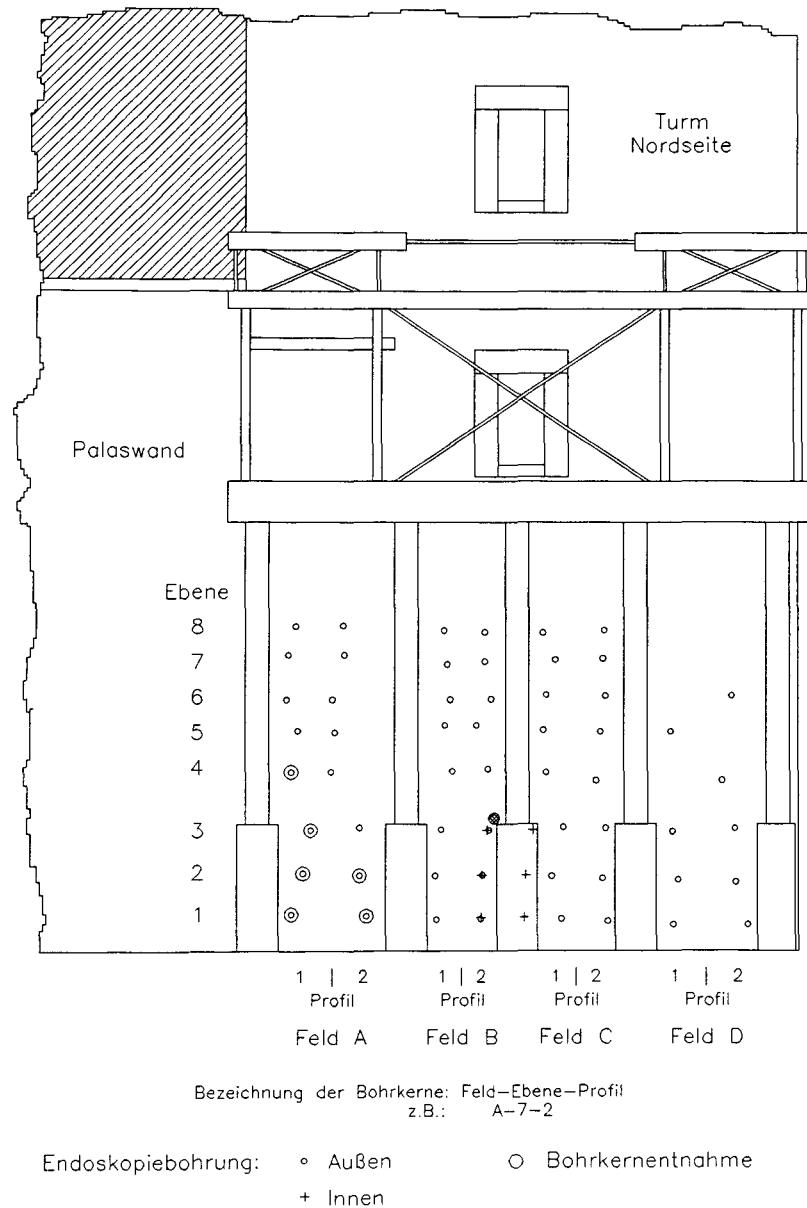 Turm
Nordseite
Palaswand
Ebene
8
7
6
5
4
3
2
1
1 | 2 1 | 2 1 | 2 1 | 2
Profil Profil Profil Profil
Feld A Feld B Feld C Feld D
Bezeichnung der Bohrkerne: Feld-Ebene-Profil
z.B.: A-7-2
Endoskopiebohrung: ∘ Außen ○ Bohrkernentnahme
+ Innen